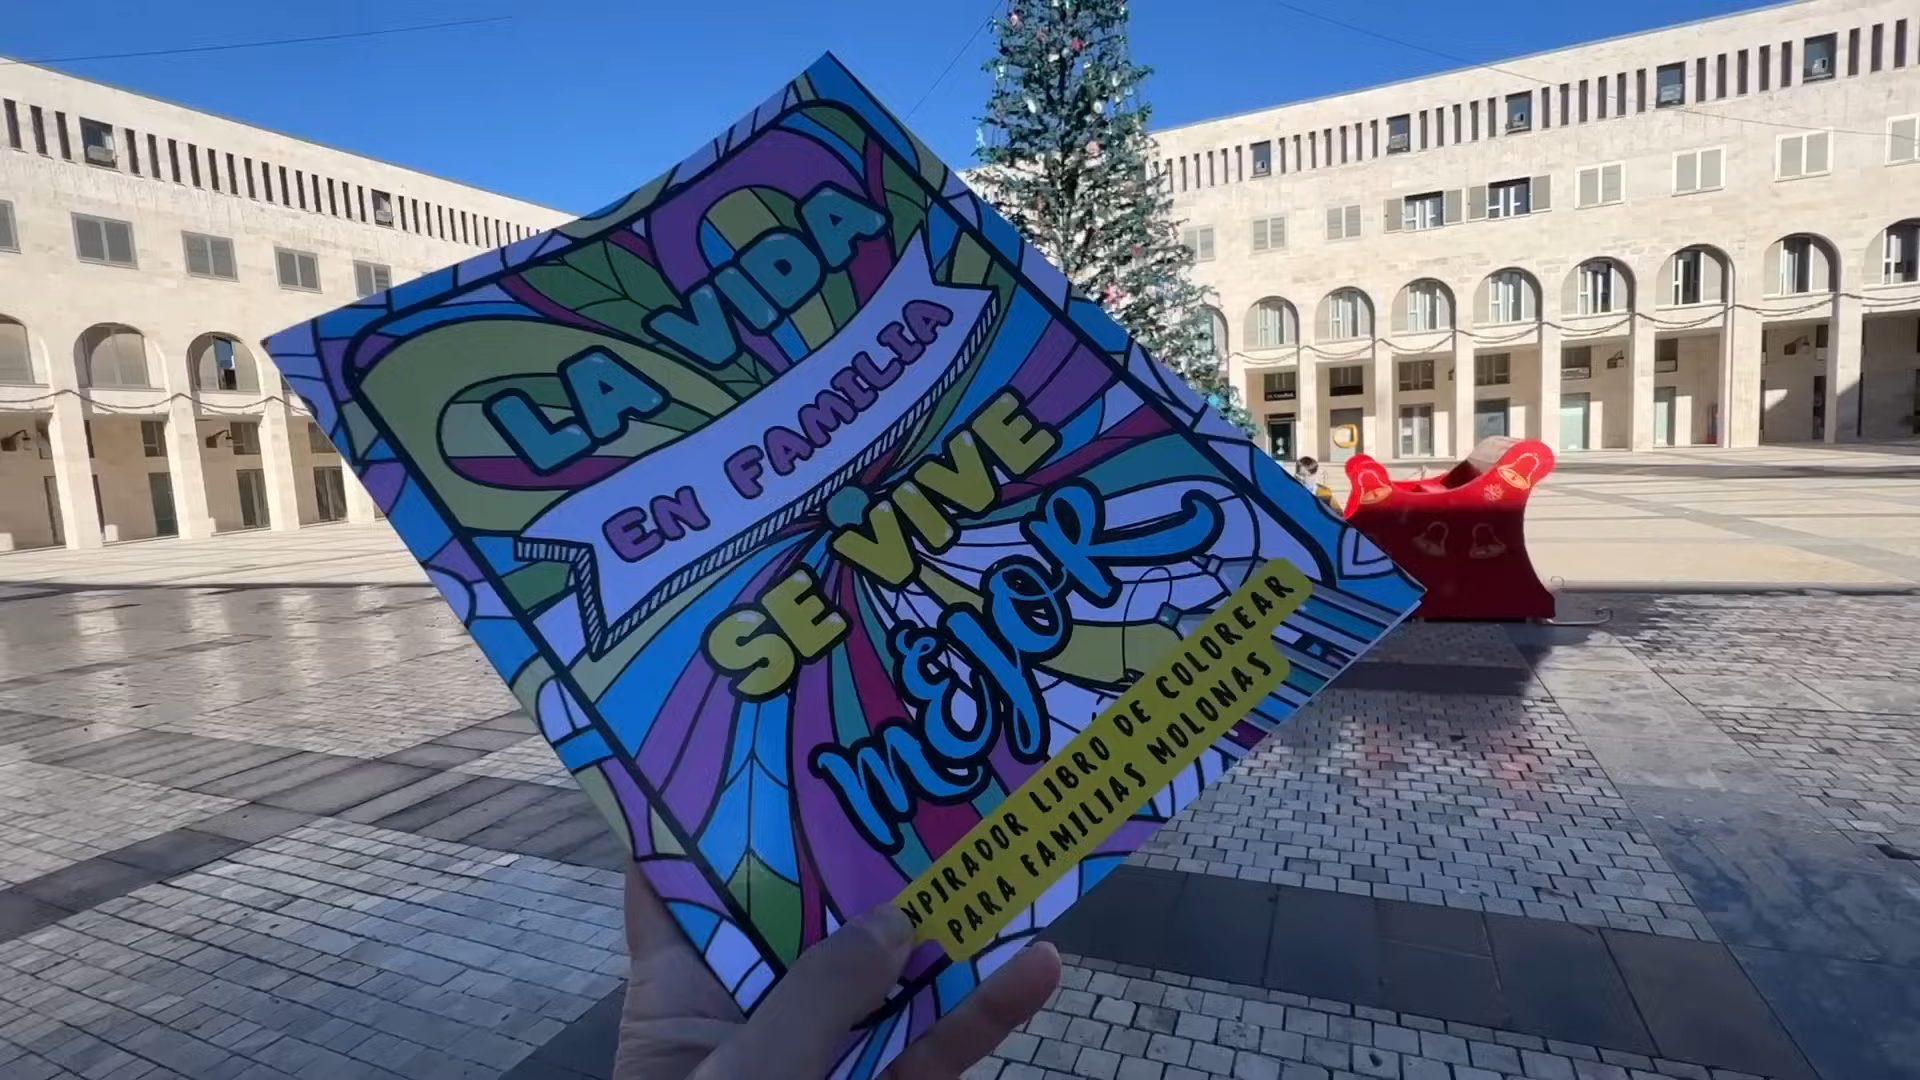 LA VIDA
EN FAMILIA
SE VIVE
MEJOR
NPIRADOR LIBRO DE COLOREAR
PARA FAMILIAS MOLONAS